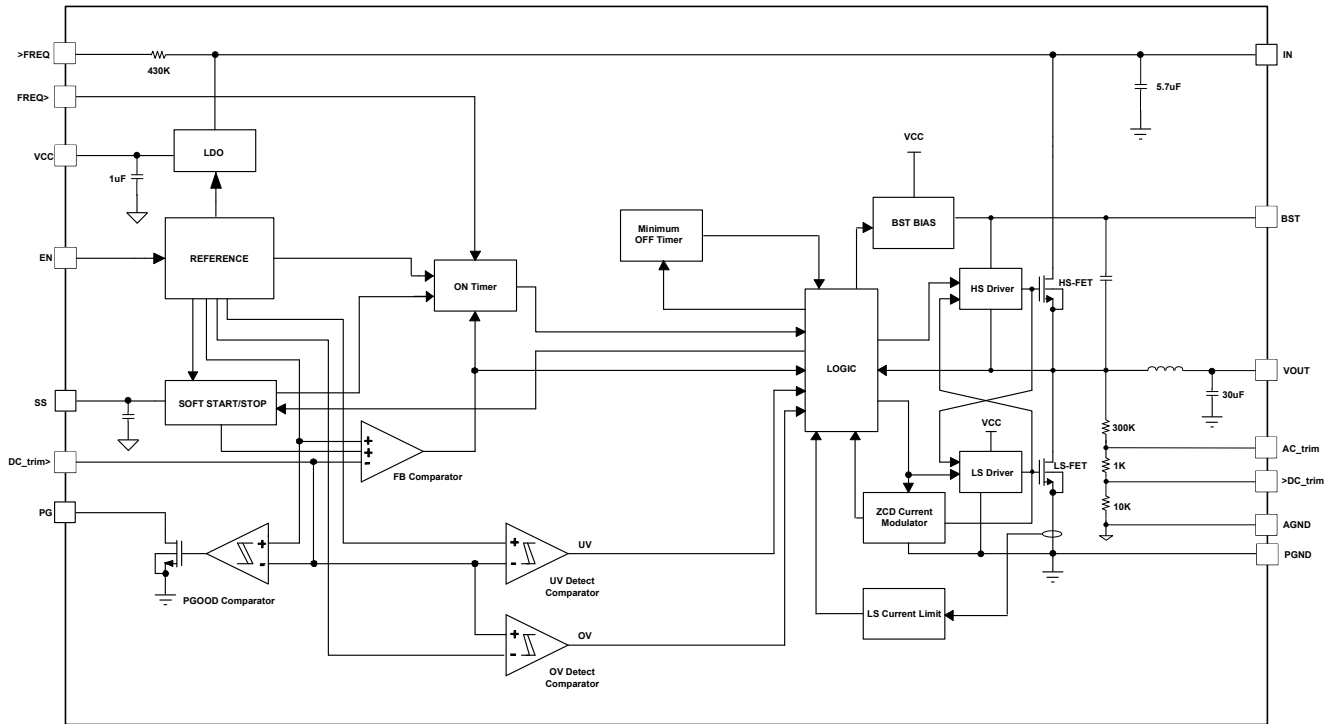 >FREQ
430K
IN
5.7uF
FREQ>
VCC
LDO
VCC
1uF
BST BIAS
BST
Minimum
OFF Timer
EN
REFERENCE
ON Timer
HS Driver
HS-FET
LOGIC
VOUT
SS
SOFT START/STOP
30uF
300K
VCC
AC_trim
DC_trim>
+
+
-
FB Comparator
LS Driver
LS-FET
1K
>DC_trim
10K
PG
ZCD Current
Modulator
AGND
+
-
PGOOD Comparator
+
-
UV
UV Detect
Comparator
PGND
LS Current Limit
+
-
OV
OV Detect
Comparator